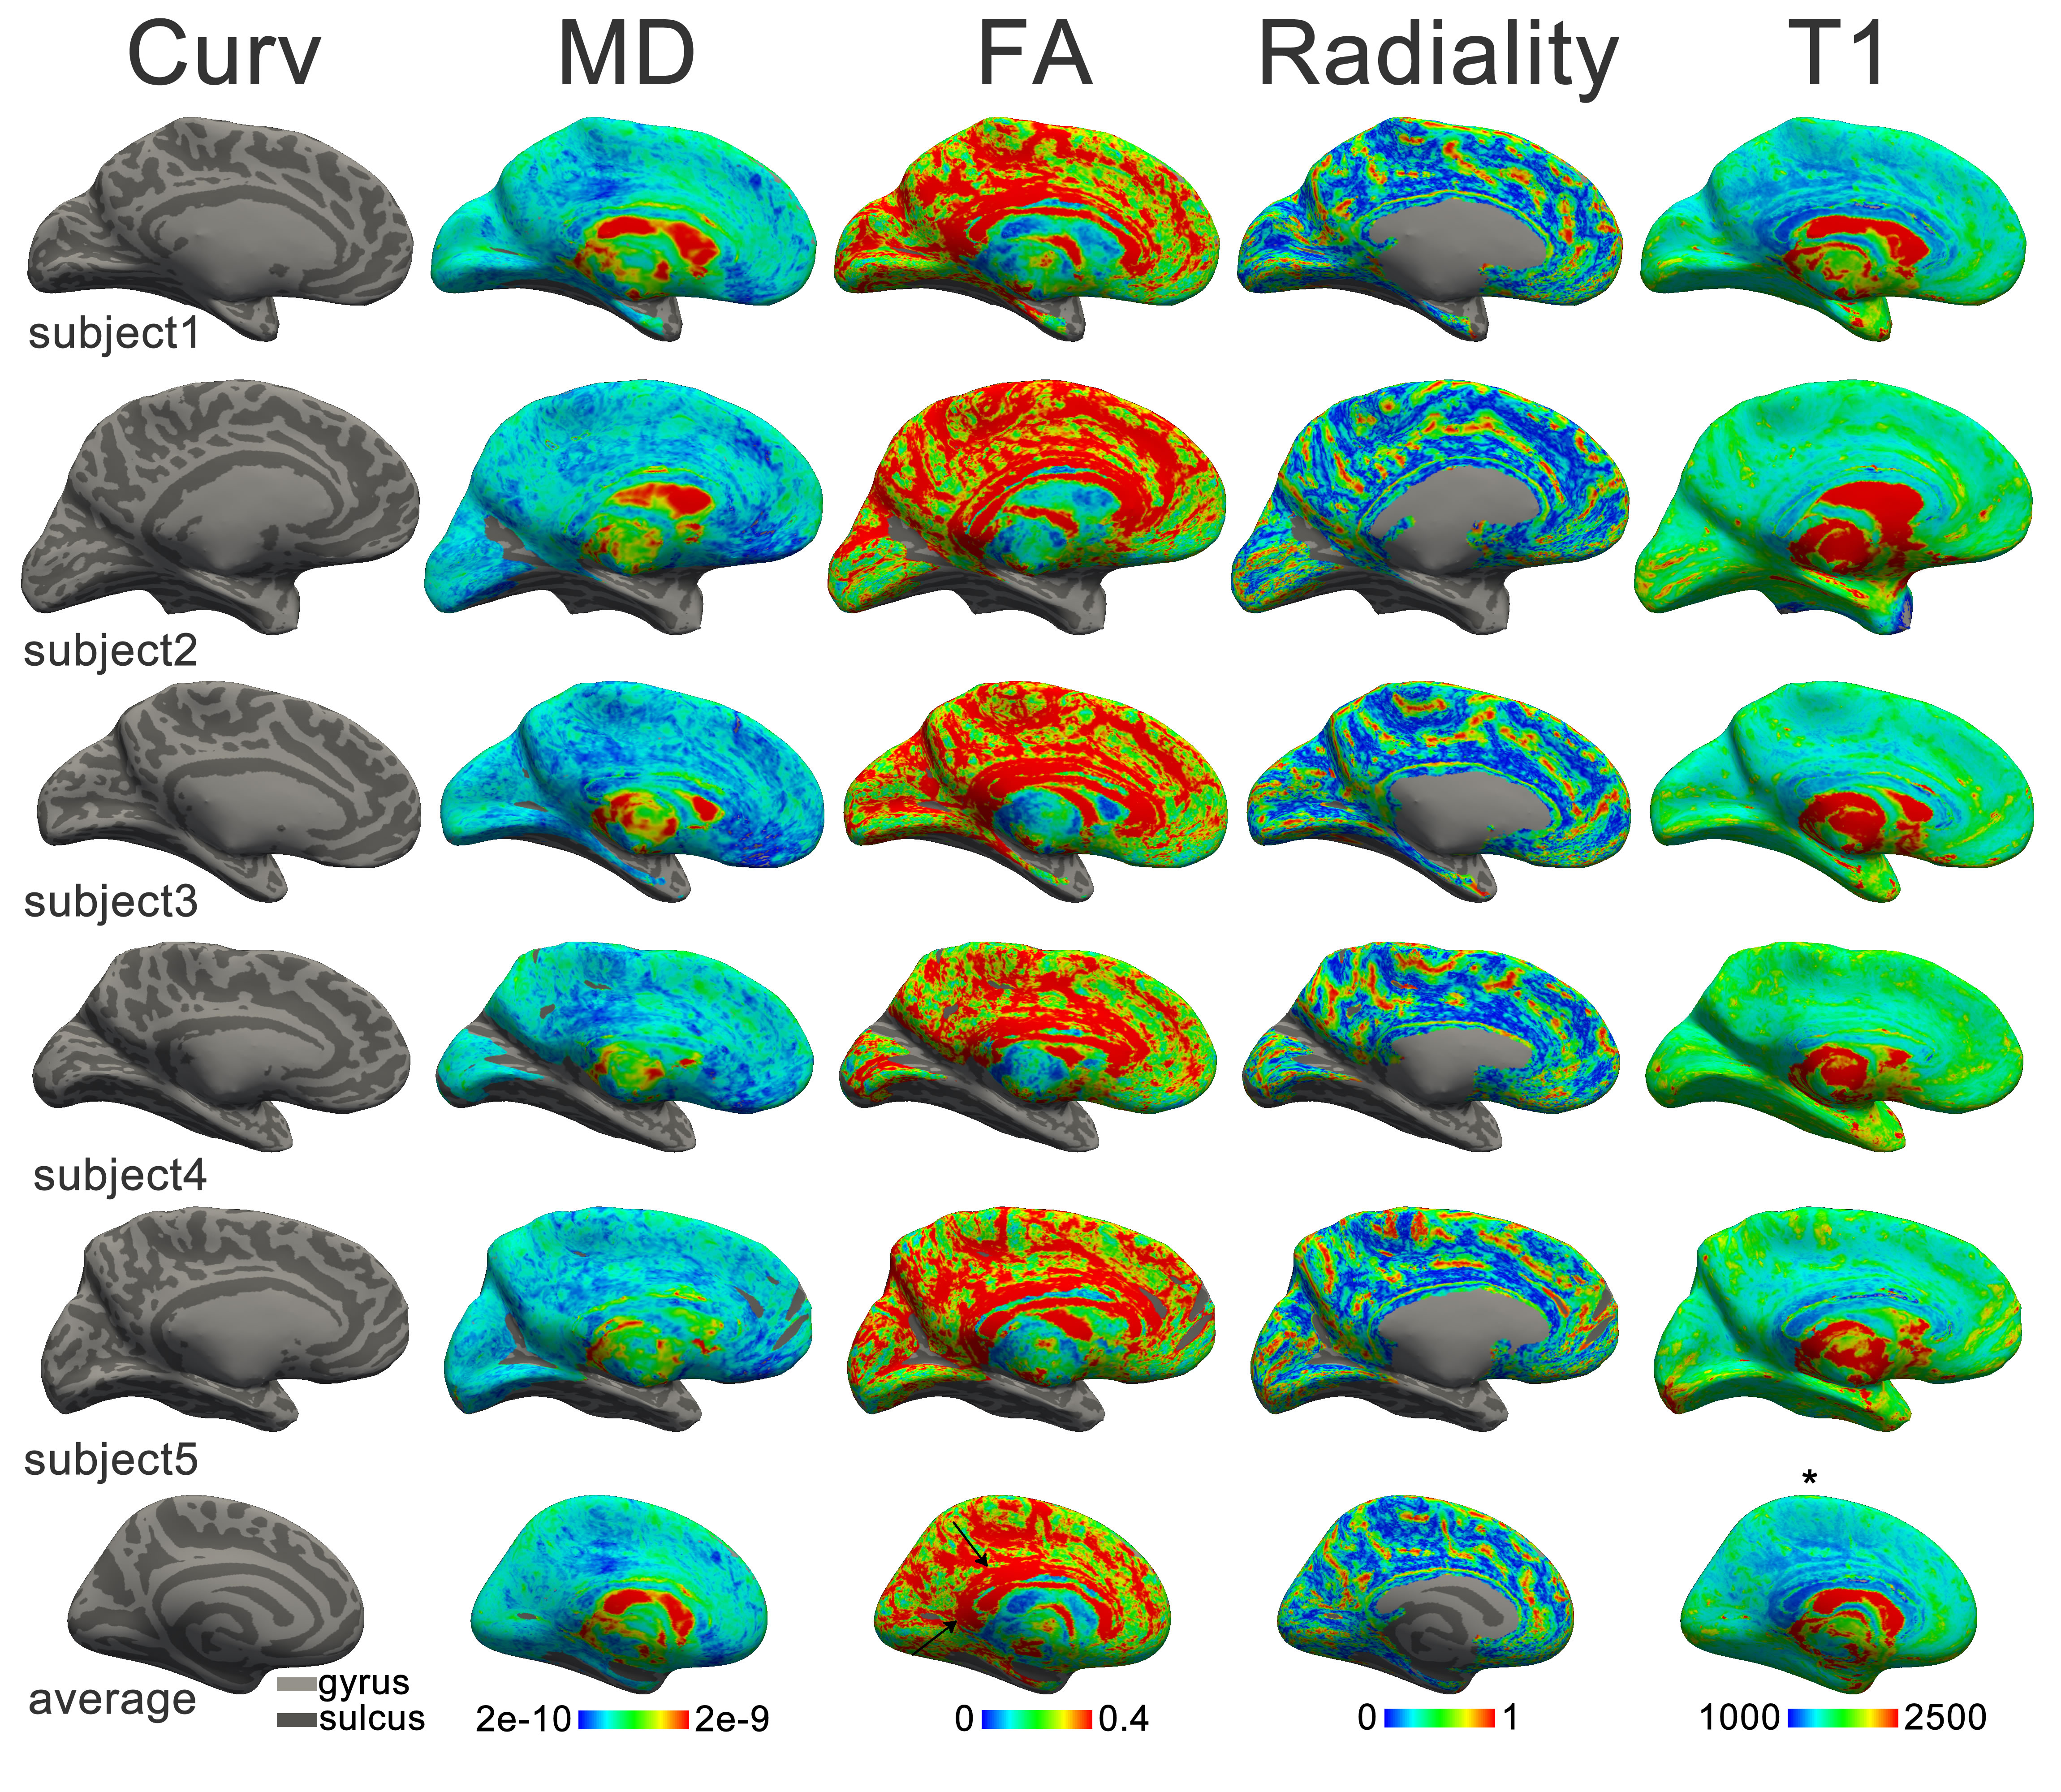 Curv MD FA Radiality T1
subject1
subject2
subject3
subject4
subject5
*
average
gyrus
sulcus
2e-10 2e-9
0 0.4
0 1
1000 2500